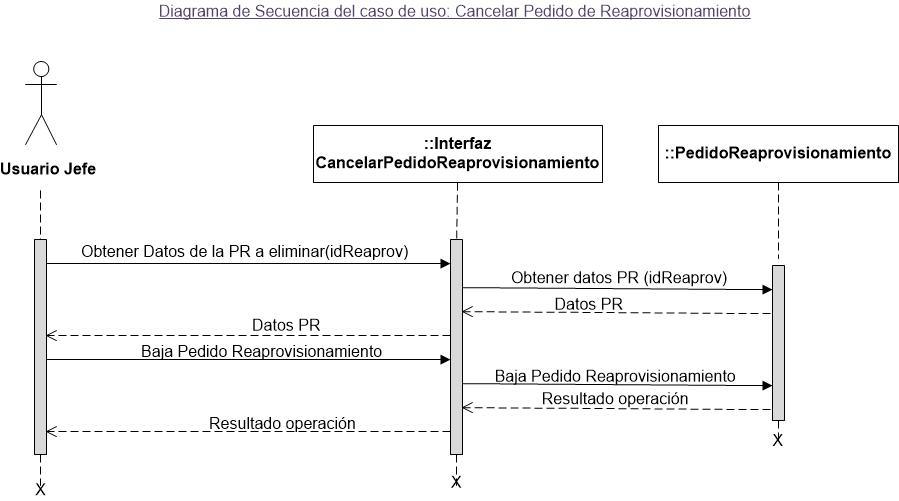 Diagrama de Secuencia del caso de uso: Cancelar Pedido de Reaprovisionamiento
Usuario Jefe
::Interfaz
CancelarPedidoReaprovisionamiento
::PedidoReaprovisionamiento
Obtener Datos de la PR a eliminar(idReaprov)
Obtener datos PR (idReaprov)
Datos PR
Datos PR
Baja Pedido Reaprovisionamiento
Baja Pedido Reaprovisionamiento
Resultado operación
Resultado operación
X
X
X